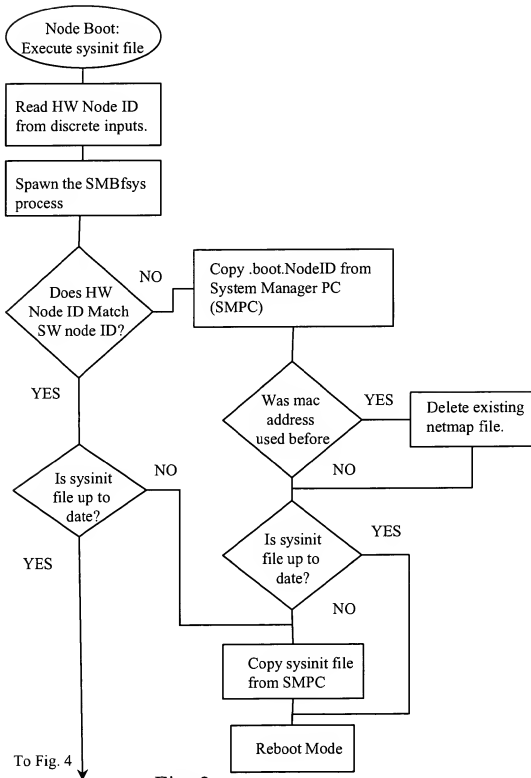 Node Boot:
Execute sysinit file
Read HW Node ID
from discrete inputs.
Spawn the SMBfsys
process
Does HW
Node ID Match
SW node ID?
NO
Copy .boot.NodeID from
System Manager PC
(SMPC)
YES
Was mac
address
used before
YES
Delete existing
netmap file.
NO
Is sysinit
file up to
date?
NO
YES
Is sysinit
file up to
date?
YES
NO
Copy sysinit file
from SMPC
Reboot Mode
To Fig. 4